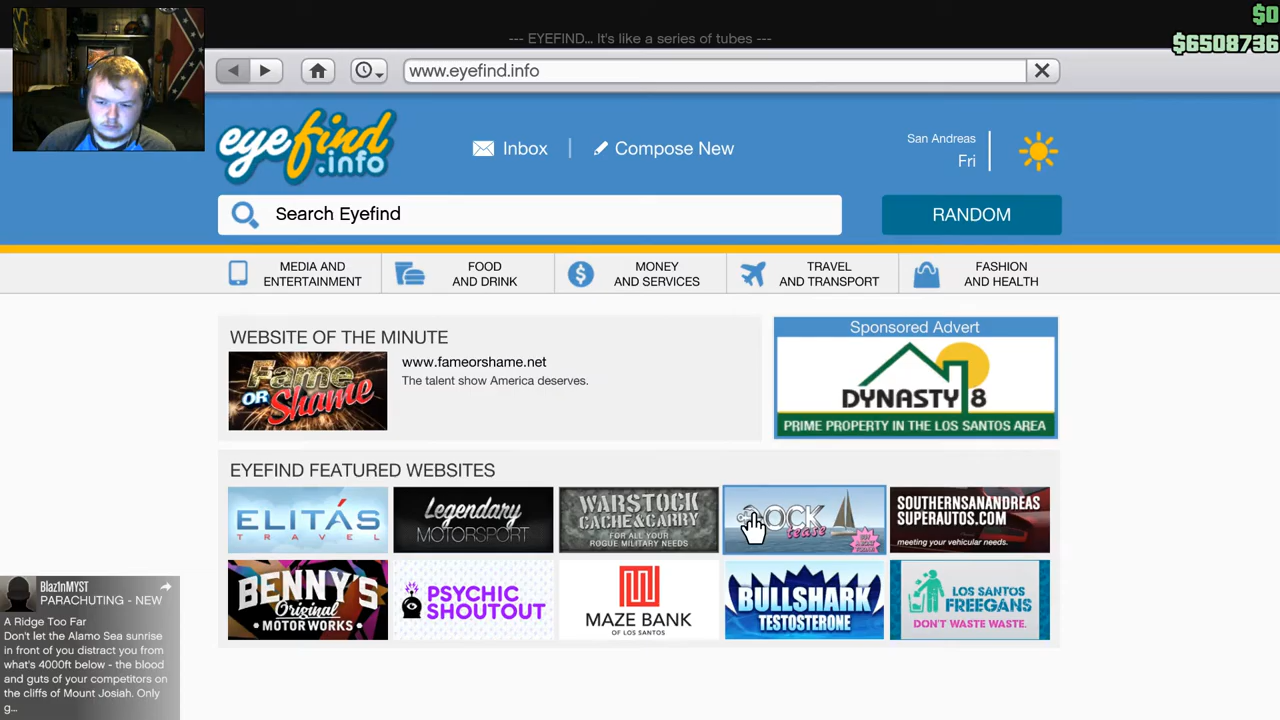 $0
$6508736
--- EYEFIND... It's like a series of tubes ---
www.eyefind.info
eyefind
.info
Inbox
Compose New
San Andreas
Fri
Search Eyefind
RANDOM
MEDIA AND
ENTERTAINMENT
FOOD
AND DRINK
MONEY
AND SERVICES
TRAVEL
AND TRANSPORT
FASHION
AND HEALTH
WEBSITE OF THE MINUTE
Fame
OR Shame
www.fameorshame.net
The talent show America deserves.
Sponsored Advert
DYNASTY 8
PRIME PROPERTY IN THE LOS SANTOS AREA
EYEFIND FEATURED WEBSITES
ELITÁS
TRAVEL
Legendary
MOTORSPORT
WARSTOCK
CACHE & CARRY
FOR ALL YOUR
ROGUE MILITARY NEEDS
DOCK
tease
SOUTHERNSANANDREAS
SUPERAUTOS.COM
meeting your vehicular needs.
BENNY'S
Original
• MOTOR WORKS •
PSYCHIC
SHOUTOUT
MAZE BANK
OF LOS SANTOS
BULLSHARK
TESTOSTERONE
LOS SANTOS
FREEGANS
DON'T WASTE WASTE.
Blaz1nMYST
PARACHUTING - NEW
A Ridge Too Far
Don't let the Alamo Sea sunrise
in front of you distract you from
what's 4000ft below - the blood
and guts of your competitors on
the cliffs of Mount Josiah. Only
g...